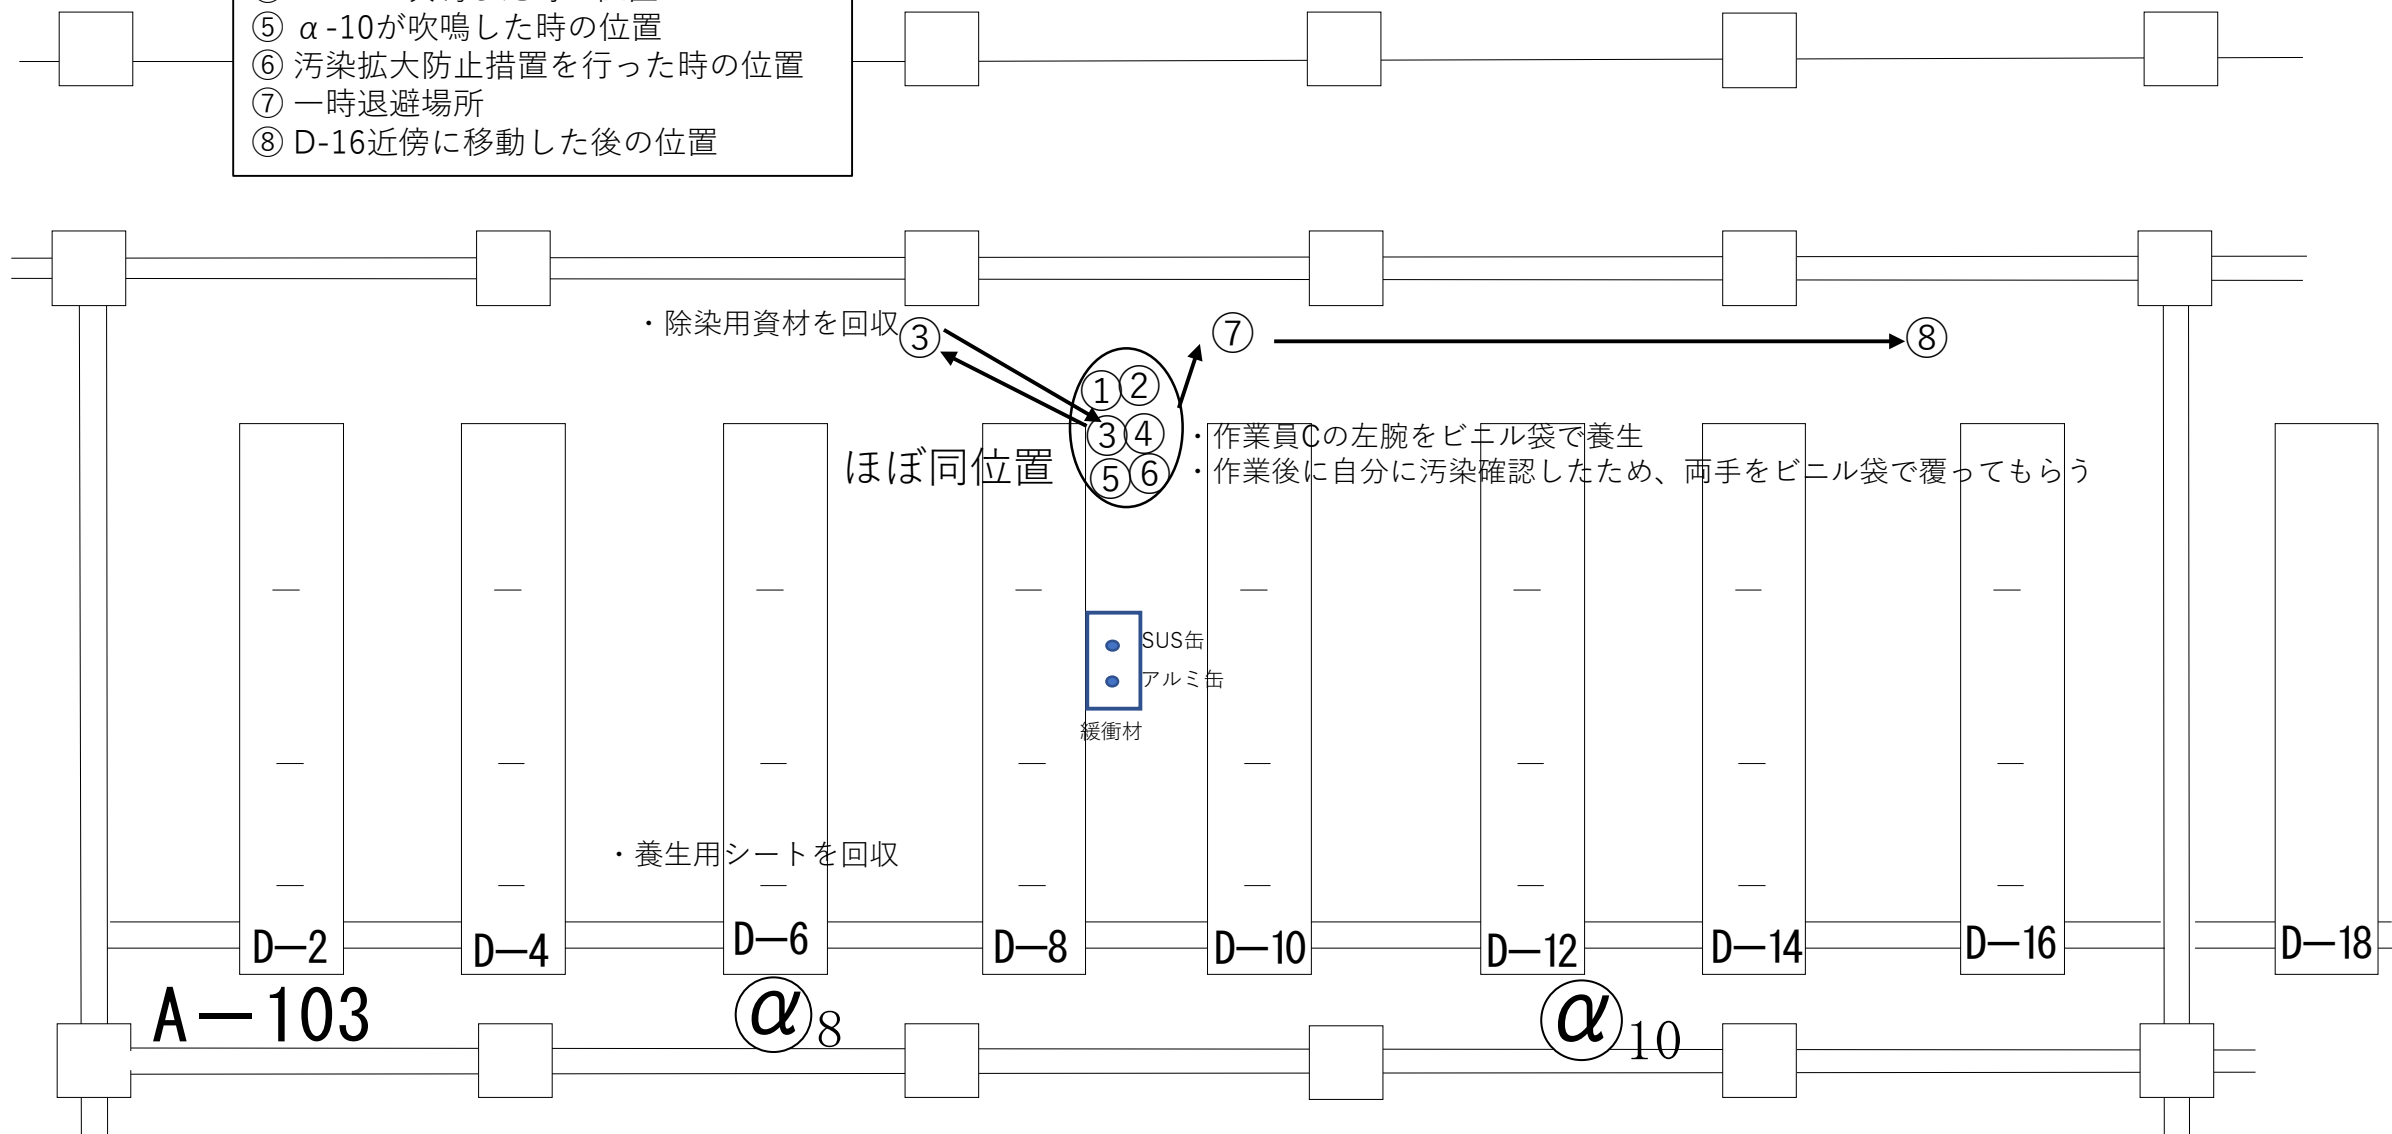 ⑤ α-10が吹鳴した時の位置
⑥ 汚染拡大防止措置を行った時の位置
⑦ 一時退避場所
⑧ D-16近傍に移動した後の位置
・除染用資材を回収
③
⑦
⑧
① ②
③ ④
⑤ ⑥
ほぼ同位置
・作業員Cの左腕をビニル袋で養生
・作業後に自分に汚染確認したため、両手をビニル袋で覆ってもらう
SUS缶
アルミ缶
緩衝材
・養生用シートを回収
D―2
D―4
D―6
D―8
D―10
D―12
D―14
D―16
D―18
A―103
α8
α10